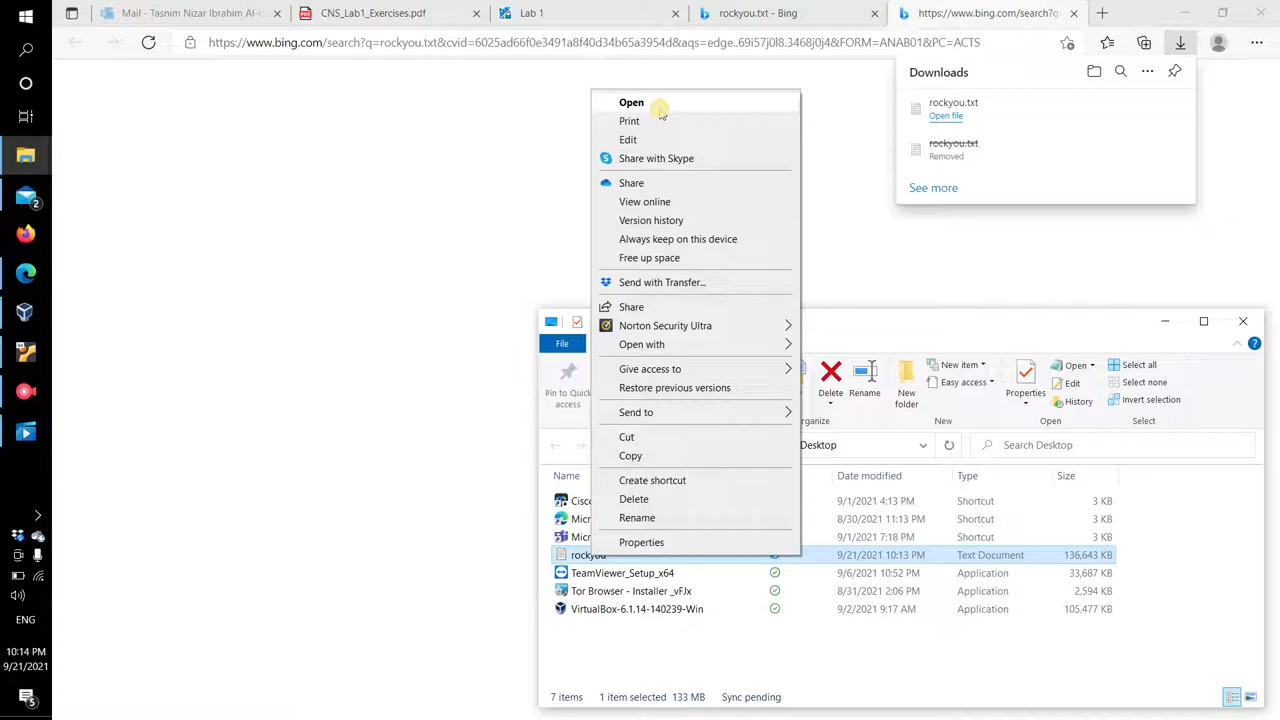 Mail - Tasnim Nizar Ibrahim Al-
CNS_Lab1_Exercises.pdf
Lab 1
rockyou.txt - Bing
https://www.bing.com/search?q=
https://www.bing.com/search?q=rockyou.txt&cvid=6025ad66f0e3491a8f40d34b65a3954d&aqs=edge..69i57j0l8.3468j0j4&FORM=ANAB01&PC=ACTS
Downloads
rockyou.txt
Open file
rockyou.txt
Removed
See more
Open
Print
Edit
Share with Skype
Share
View online
Version history
Always keep on this device
Free up space
Send with Transfer...
Share
Norton Security Ultra
Open with
Give access to
Restore previous versions
Send to
Cut
Copy
Create shortcut
Delete
Rename
Properties
File
Pin to Quick
access
Delete
Rename
New
folder
New item
Easy access
Properties
Open
Edit
History
Select all
Select none
Invert selection
New
Open
Select
Desktop
Search Desktop
Name
Date modified
Type
Size
Cisco
9/1/2021 4:13 PM
Shortcut
3 KB
Micr
8/30/2021 11:13 PM
Shortcut
3 KB
Micr
9/1/2021 7:18 PM
Shortcut
3 KB
rockyou
9/21/2021 10:13 PM
Text Document
136,643 KB
TeamViewer_Setup_x64
9/6/2021 10:52 PM
Application
33,687 KB
Tor Browser - Installer _vFJx
8/31/2021 2:06 PM
Application
2,594 KB
VirtualBox-6.1.14-140239-Win
9/2/2021 9:17 AM
Application
105,477 KB
7 items
1 item selected
133 MB
Sync pending
2
ENG
10:14 PM
9/21/2021
5